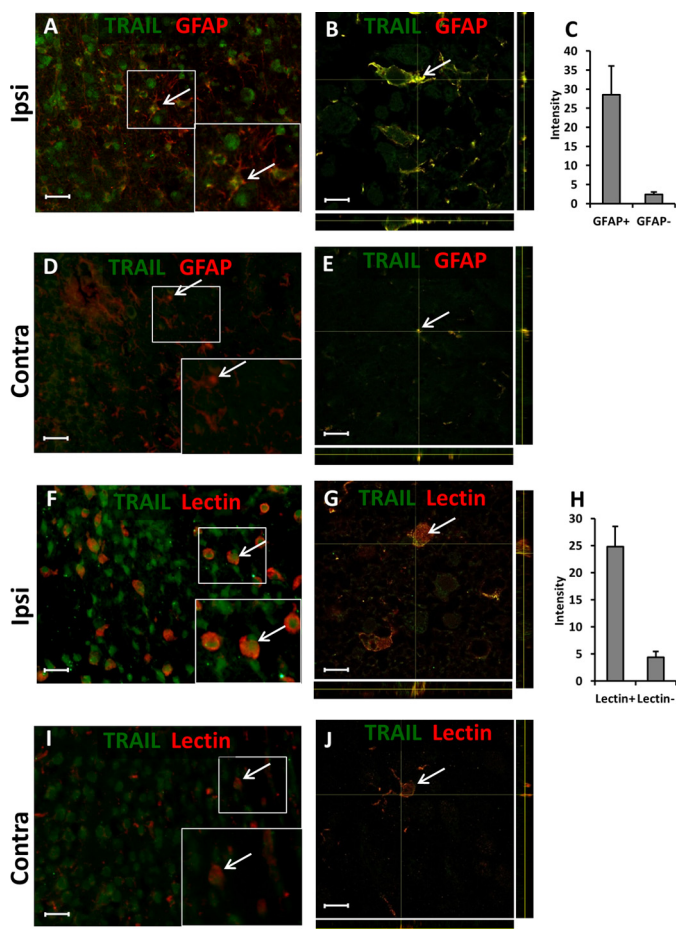 Ipsi
A
TRAIL GFAP
B
TRAIL GFAP
C
Intensity
40
35
30
25
20
15
10
5
0
GFAP+ GFAP-
Contra
D
TRAIL GFAP
E
TRAIL GFAP
Ipsi
F
TRAIL Lectin
G
TRAIL Lectin
H
Intensity
30
25
20
15
10
5
0
Lectin+ Lectin-
Contra
I
TRAIL Lectin
J
TRAIL Lectin